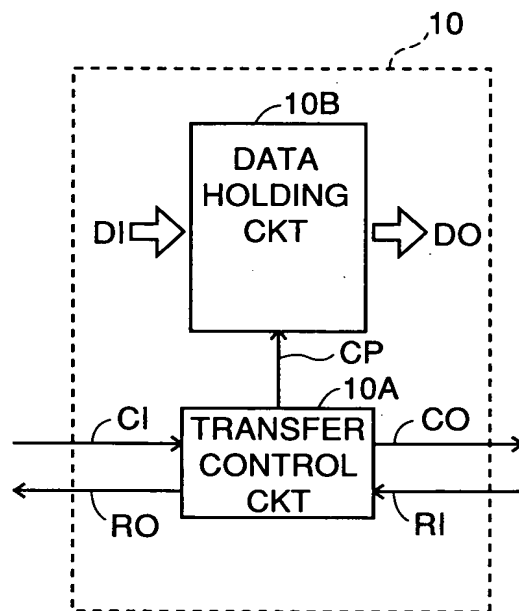 10
10B
DATA
HOLDING
CKT
DI
DO
CP
10A
CI
TRANSFER
CONTROL
CKT
CO
RO
RI